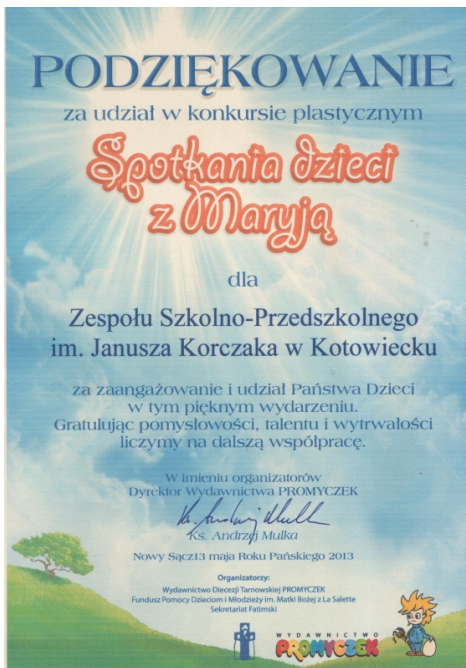 PODZIĘKOWANIE
za udział w konkursie plastycznym
Spotkania dzieci
z Maryją
dla
Zespołu Szkolno-Przedszkolnego
im. Janusza Korczaka w Kotowiecku
za zaangażowanie i udział Państwa Dzieci
w tym pięknym wydarzeniu.
Gratulując pomysłowości, talentu i wytrwałości
liczymy na dalszą współpracę.
W imieniu organizatorów
Dyrektor Wydawnictwa PROMYCZEK
Ks. Andrzej Mulka
Ks. Andrzej Mulka
Nowy Sącz13 maja Roku Pańskiego 2013
Organizatorzy:
Wydawnictwo Diecezji Tarnowskiej PROMYCZEK
Fundusz Pomocy Dzieciom i Młodzieży im. Matki Bożej z La Salette
Sekretariat Fatimski
WYDAWNICTWO
PROMYCZEK